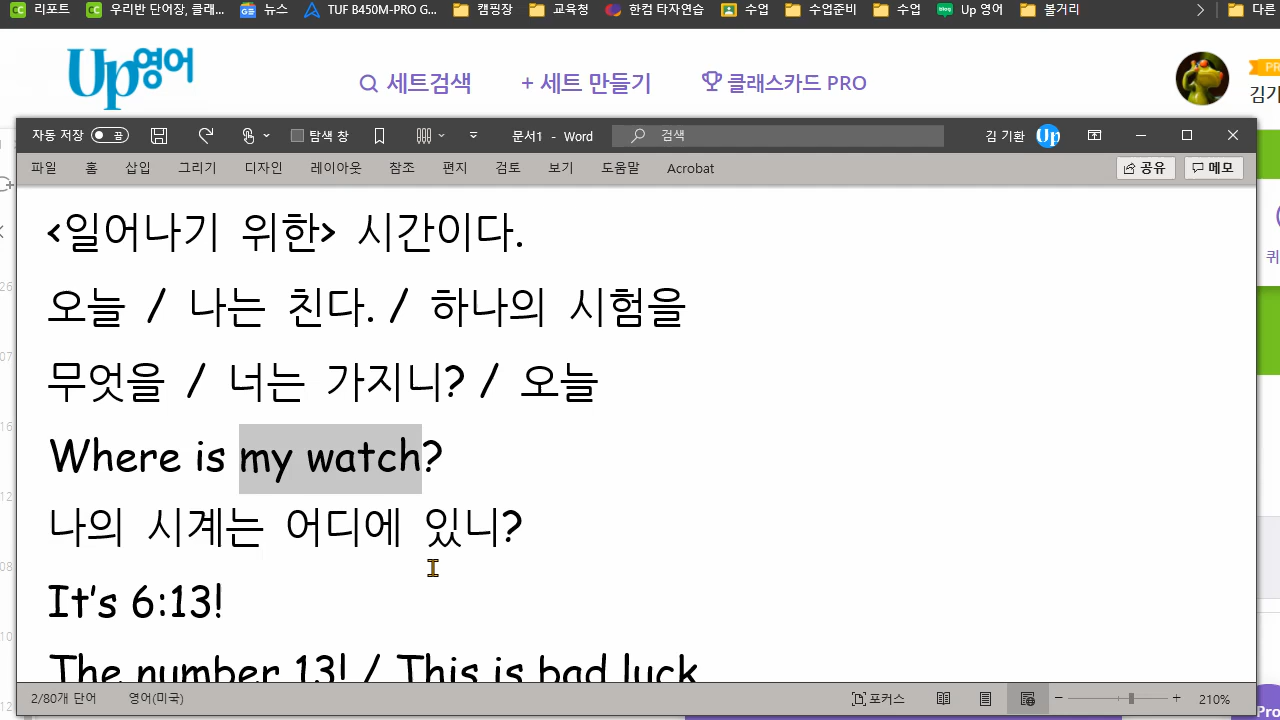 리포트 우리반 단어장, 클래... 뉴스 TUF B450M-PRO G... 캠핑장 교육청 한컴 타자연습 수업 수업준비 수업 Up 영어 볼거리 다른
Up영어 세트검색 + 세트 만들기 클래스카드 PRO
자동 저장 끔 탐색 창 문서1 - Word 검색 김 기환 Up
파일 홈 삽입 그리기 디자인 레이아웃 참조 편지 검토 보기 도움말 Acrobat 공유 메모
<일어나기 위한> 시간이다.
오늘 / 나는 친다. / 하나의 시험을
무엇을 / 너는 가지니? / 오늘
Where is my watch?
나의 시계는 어디에 있니?
It's 6:13!
The number 13! / This is bad luck
2/80개 단어 영어(미국) 포커스 210%